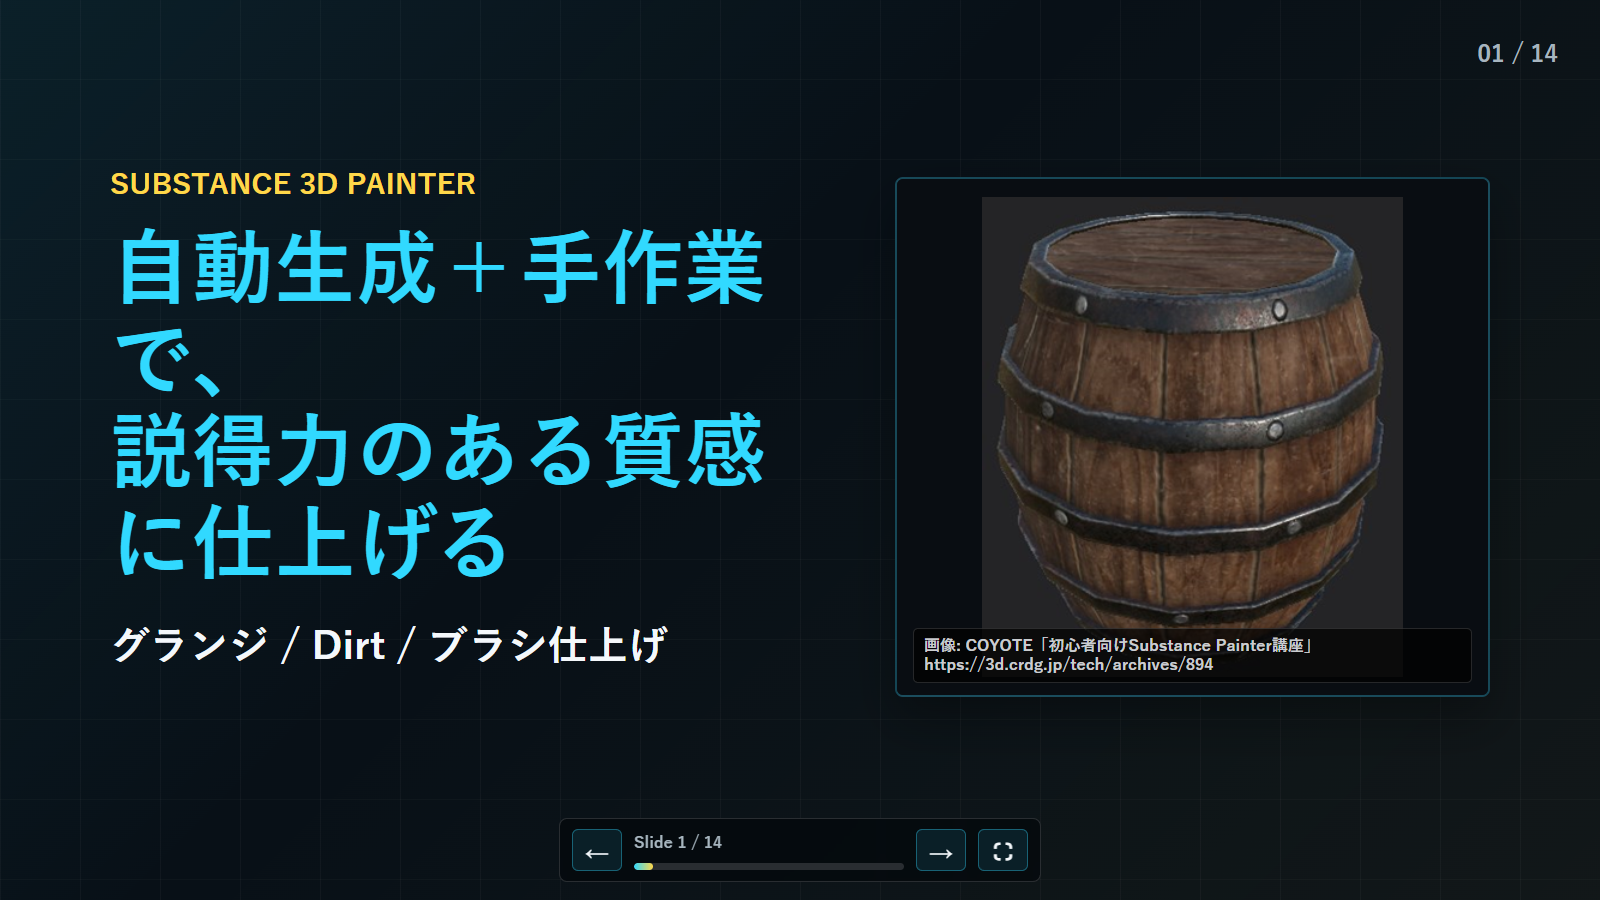 01 / 14
SUBSTANCE 3D PAINTER
自動生成＋手作業
で、
説得力のある質感
に仕上げる
グランジ / Dirt / ブラシ仕上げ
画像: COYOTE「初心者向けSubstance Painter講座」
https://3d.crdg.jp/tech/archives/894
← Slide 1 / 14 →